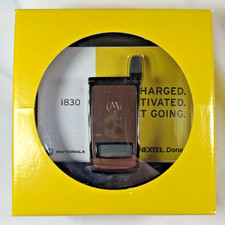 HARGED.
TIVATED.
T GOING.
i830
MOTOROLA
NEXTEL. Done